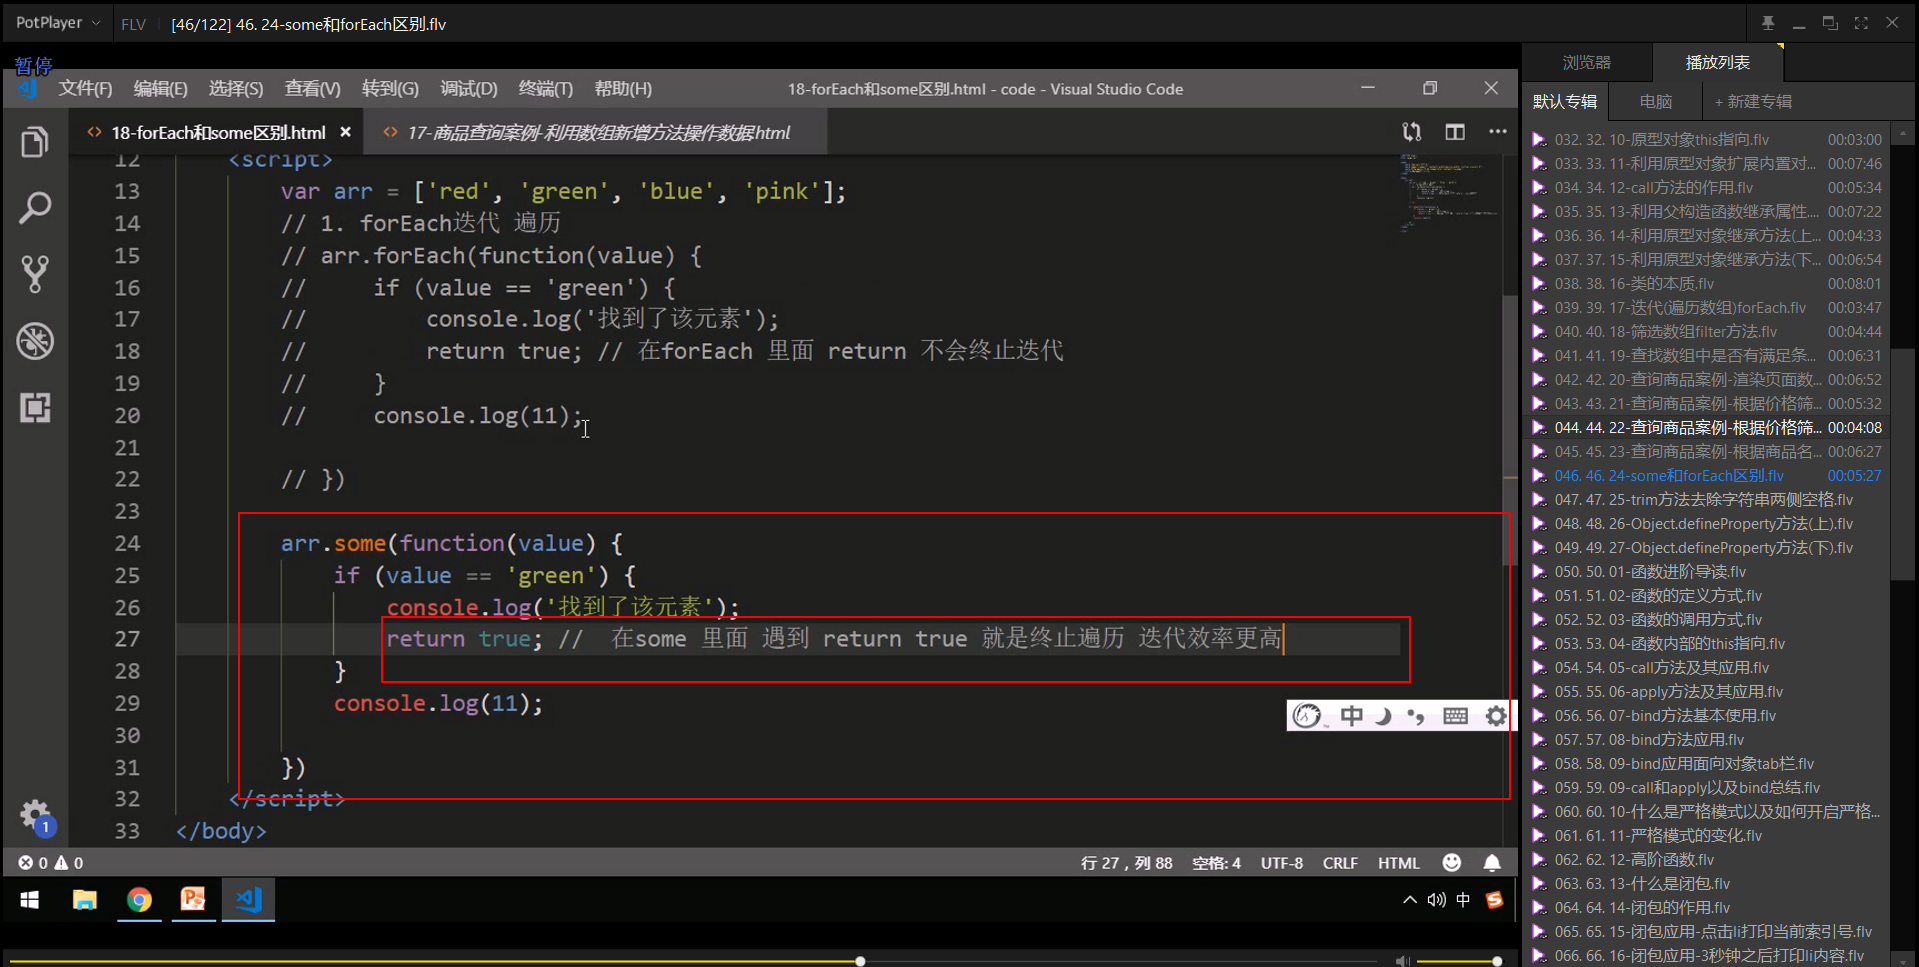 PotPlayer
FLV
[46/122] 46. 24-some和forEach区别.flv
暂停
文件(F) 编辑(E) 选择(S) 查看(V) 转到(G) 调试(D) 终端(T) 帮助(H)
18-forEach和some区别.html - code - Visual Studio Code
<> 18-forEach和some区别.html ×
<> 17-商品查询案例-利用数组新增方法操作数据.html
12 <script>
13 var arr = ['red', 'green', 'blue', 'pink'];
14 // 1. forEach迭代 遍历
15 // arr.forEach(function(value) {
16 //     if (value == 'green') {
17 //         console.log('找到了该元素');
18 //         return true; // 在forEach 里面 return 不会终止迭代
19 //     }
20 //     console.log(11);
21
22 // })
23
24 arr.some(function(value) {
25 if (value == 'green') {
26 console.log('找到了该元素');
27 return true; //  在some 里面 遇到 return true 就是终止遍历 迭代效率更高
28 }
29 console.log(11);
30
31 })
32 </script>
33 </body>
中
1
0 0
行 27，列 88 空格: 4 UTF-8 CRLF HTML
中
浏览器 播放列表
默认专辑 电脑 + 新建专辑
032. 32. 10-原型对象this指向.flv 00:03:00
033. 33. 11-利用原型对象扩展内置对... 00:07:46
034. 34. 12-call方法的作用.flv 00:05:34
035. 35. 13-利用父构造函数继承属性... 00:07:22
036. 36. 14-利用原型对象继承方法(上... 00:04:33
037. 37. 15-利用原型对象继承方法(下... 00:06:54
038. 38. 16-类的本质.flv 00:08:01
039. 39. 17-迭代(遍历数组)forEach.flv 00:03:47
040. 40. 18-筛选数组filter方法.flv 00:04:44
041. 41. 19-查找数组中是否有满足条... 00:06:31
042. 42. 20-查询商品案例-渲染页面数... 00:06:52
043. 43. 21-查询商品案例-根据价格筛... 00:05:32
044. 44. 22-查询商品案例-根据价格筛... 00:04:08
045. 45. 23-查询商品案例-根据商品名... 00:06:27
046. 46. 24-some和forEach区别.flv 00:05:27
047. 47. 25-trim方法去除字符串两侧空格.flv
048. 48. 26-Object.defineProperty方法(上).flv
049. 49. 27-Object.defineProperty方法(下).flv
050. 50. 01-函数进阶导读.flv
051. 51. 02-函数的定义方式.flv
052. 52. 03-函数的调用方式.flv
053. 53. 04-函数内部的this指向.flv
054. 54. 05-call方法及其应用.flv
055. 55. 06-apply方法及其应用.flv
056. 56. 07-bind方法基本使用.flv
057. 57. 08-bind方法应用.flv
058. 58. 09-bind应用面向对象tab栏.flv
059. 59. 09-call和apply以及bind总结.flv
060. 60. 10-什么是严格模式以及如何开启严格...
061. 61. 11-严格模式的变化.flv
062. 62. 12-高阶函数.flv
063. 63. 13-什么是闭包.flv
064. 64. 14-闭包的作用.flv
065. 65. 15-闭包应用-点击li打印当前索引号.flv
066. 66. 16-闭包应用-3秒钟之后打印li内容.flv